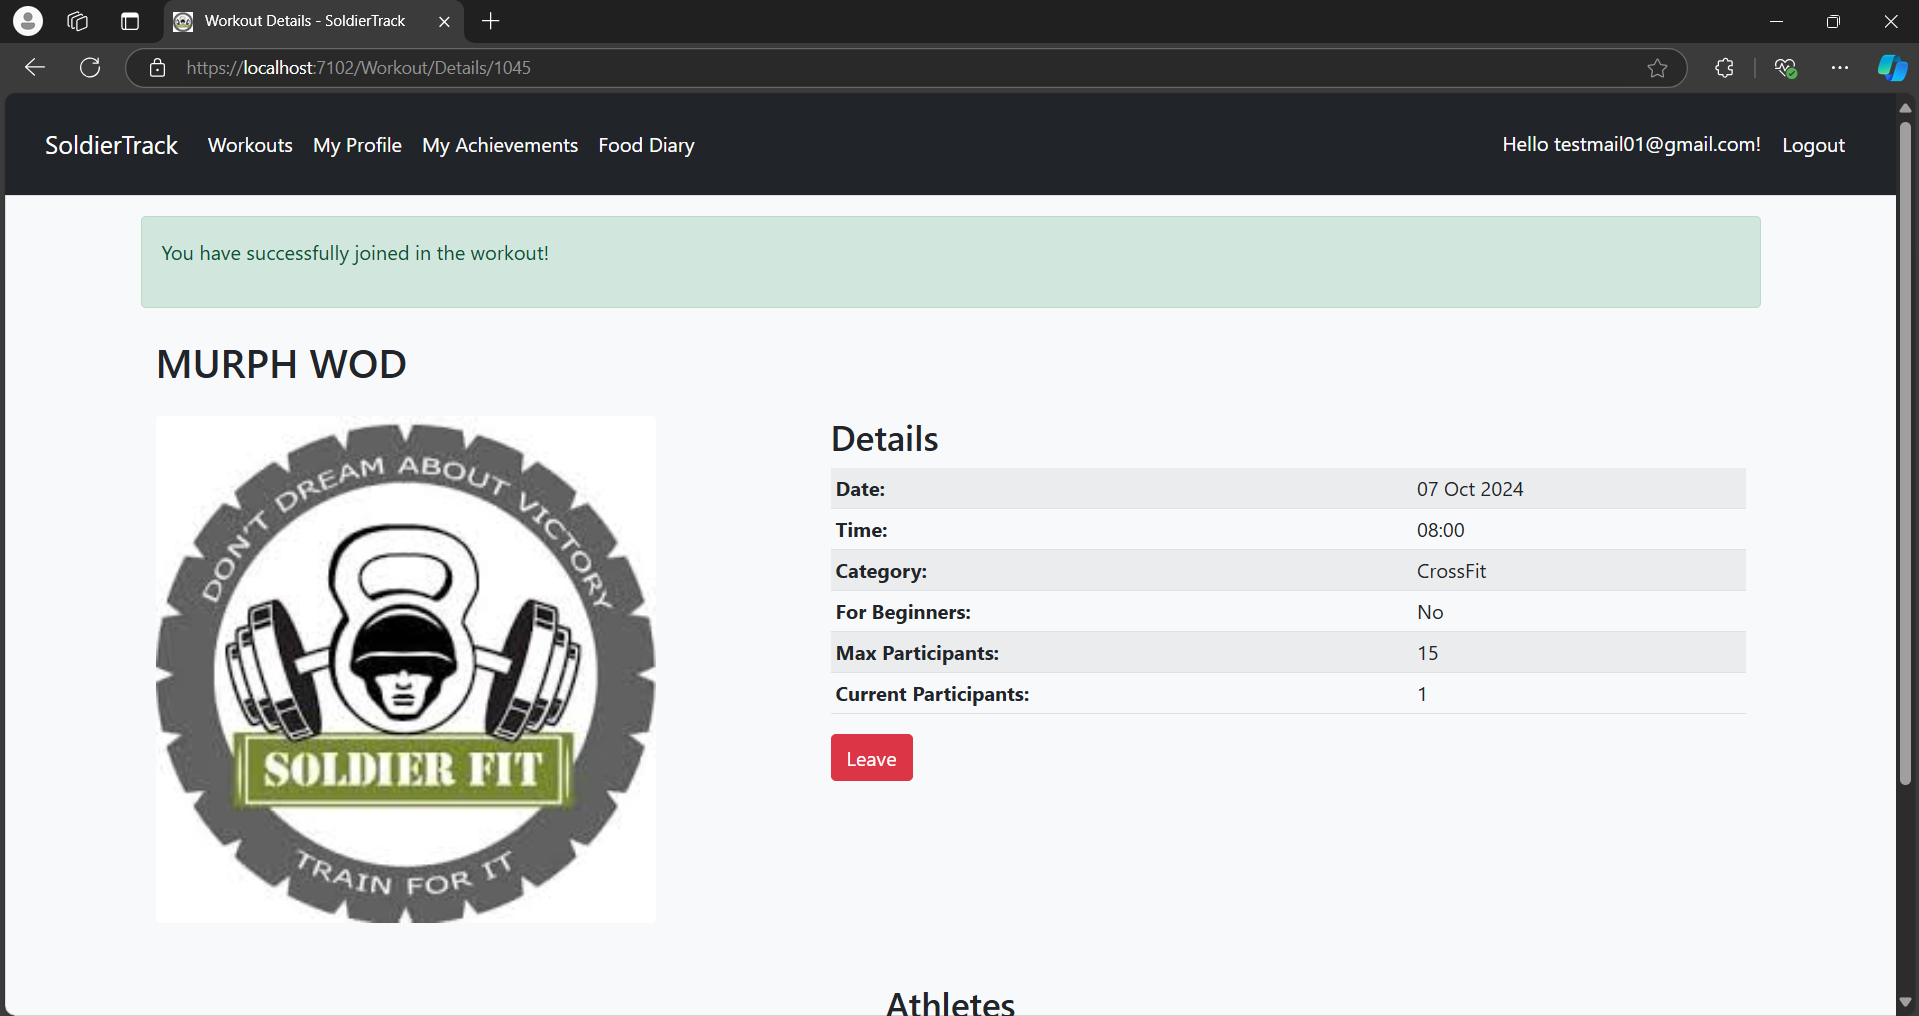 Workout Details - SoldierTrack
https://localhost:7102/Workout/Details/1045
SoldierTrack Workouts My Profile My Achievements Food Diary Hello testmail01@gmail.com! Logout
You have successfully joined in the workout!
MURPH WOD
DON'T DREAM ABOUT VICTORY
SOLDIER FIT
TRAIN FOR IT
Details
Date: 07 Oct 2024
Time: 08:00
Category: CrossFit
For Beginners: No
Max Participants: 15
Current Participants: 1
Leave
Athletes